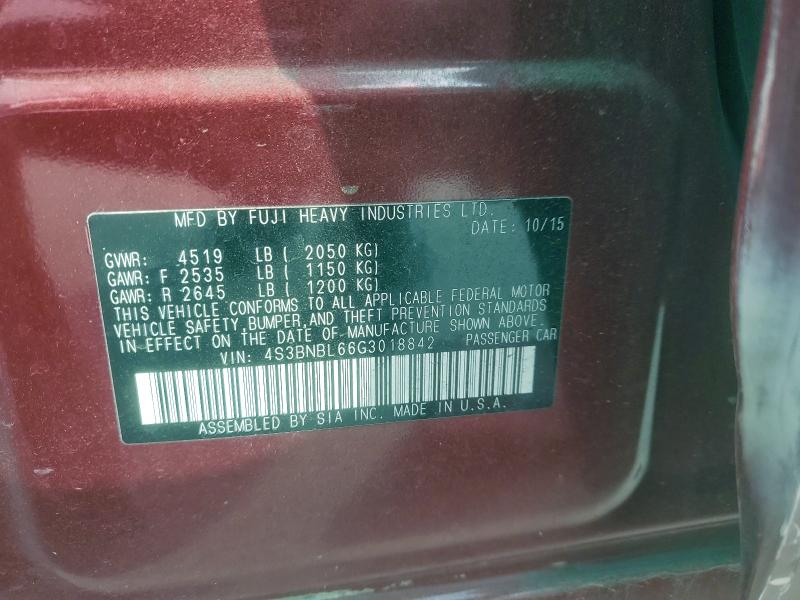 MFD BY FUJI HEAVY INDUSTRIES LTD.
DATE: 10/15
GVWR: 4519 LB ( 2050 KG)
GAWR: F 2535 LB ( 1150 KG)
GAWR: R 2645 LB ( 1200 KG)
THIS VEHICLE CONFORMS TO ALL APPLICABLE FEDERAL MOTOR
VEHICLE SAFETY, BUMPER, AND THEFT PREVENTION STANDARDS
IN EFFECT ON THE DATE OF MANUFACTURE SHOWN ABOVE.
VIN: 4S3BNBL66G3018842 PASSENGER CAR
ASSEMBLED BY SIA INC. MADE IN U.S.A.